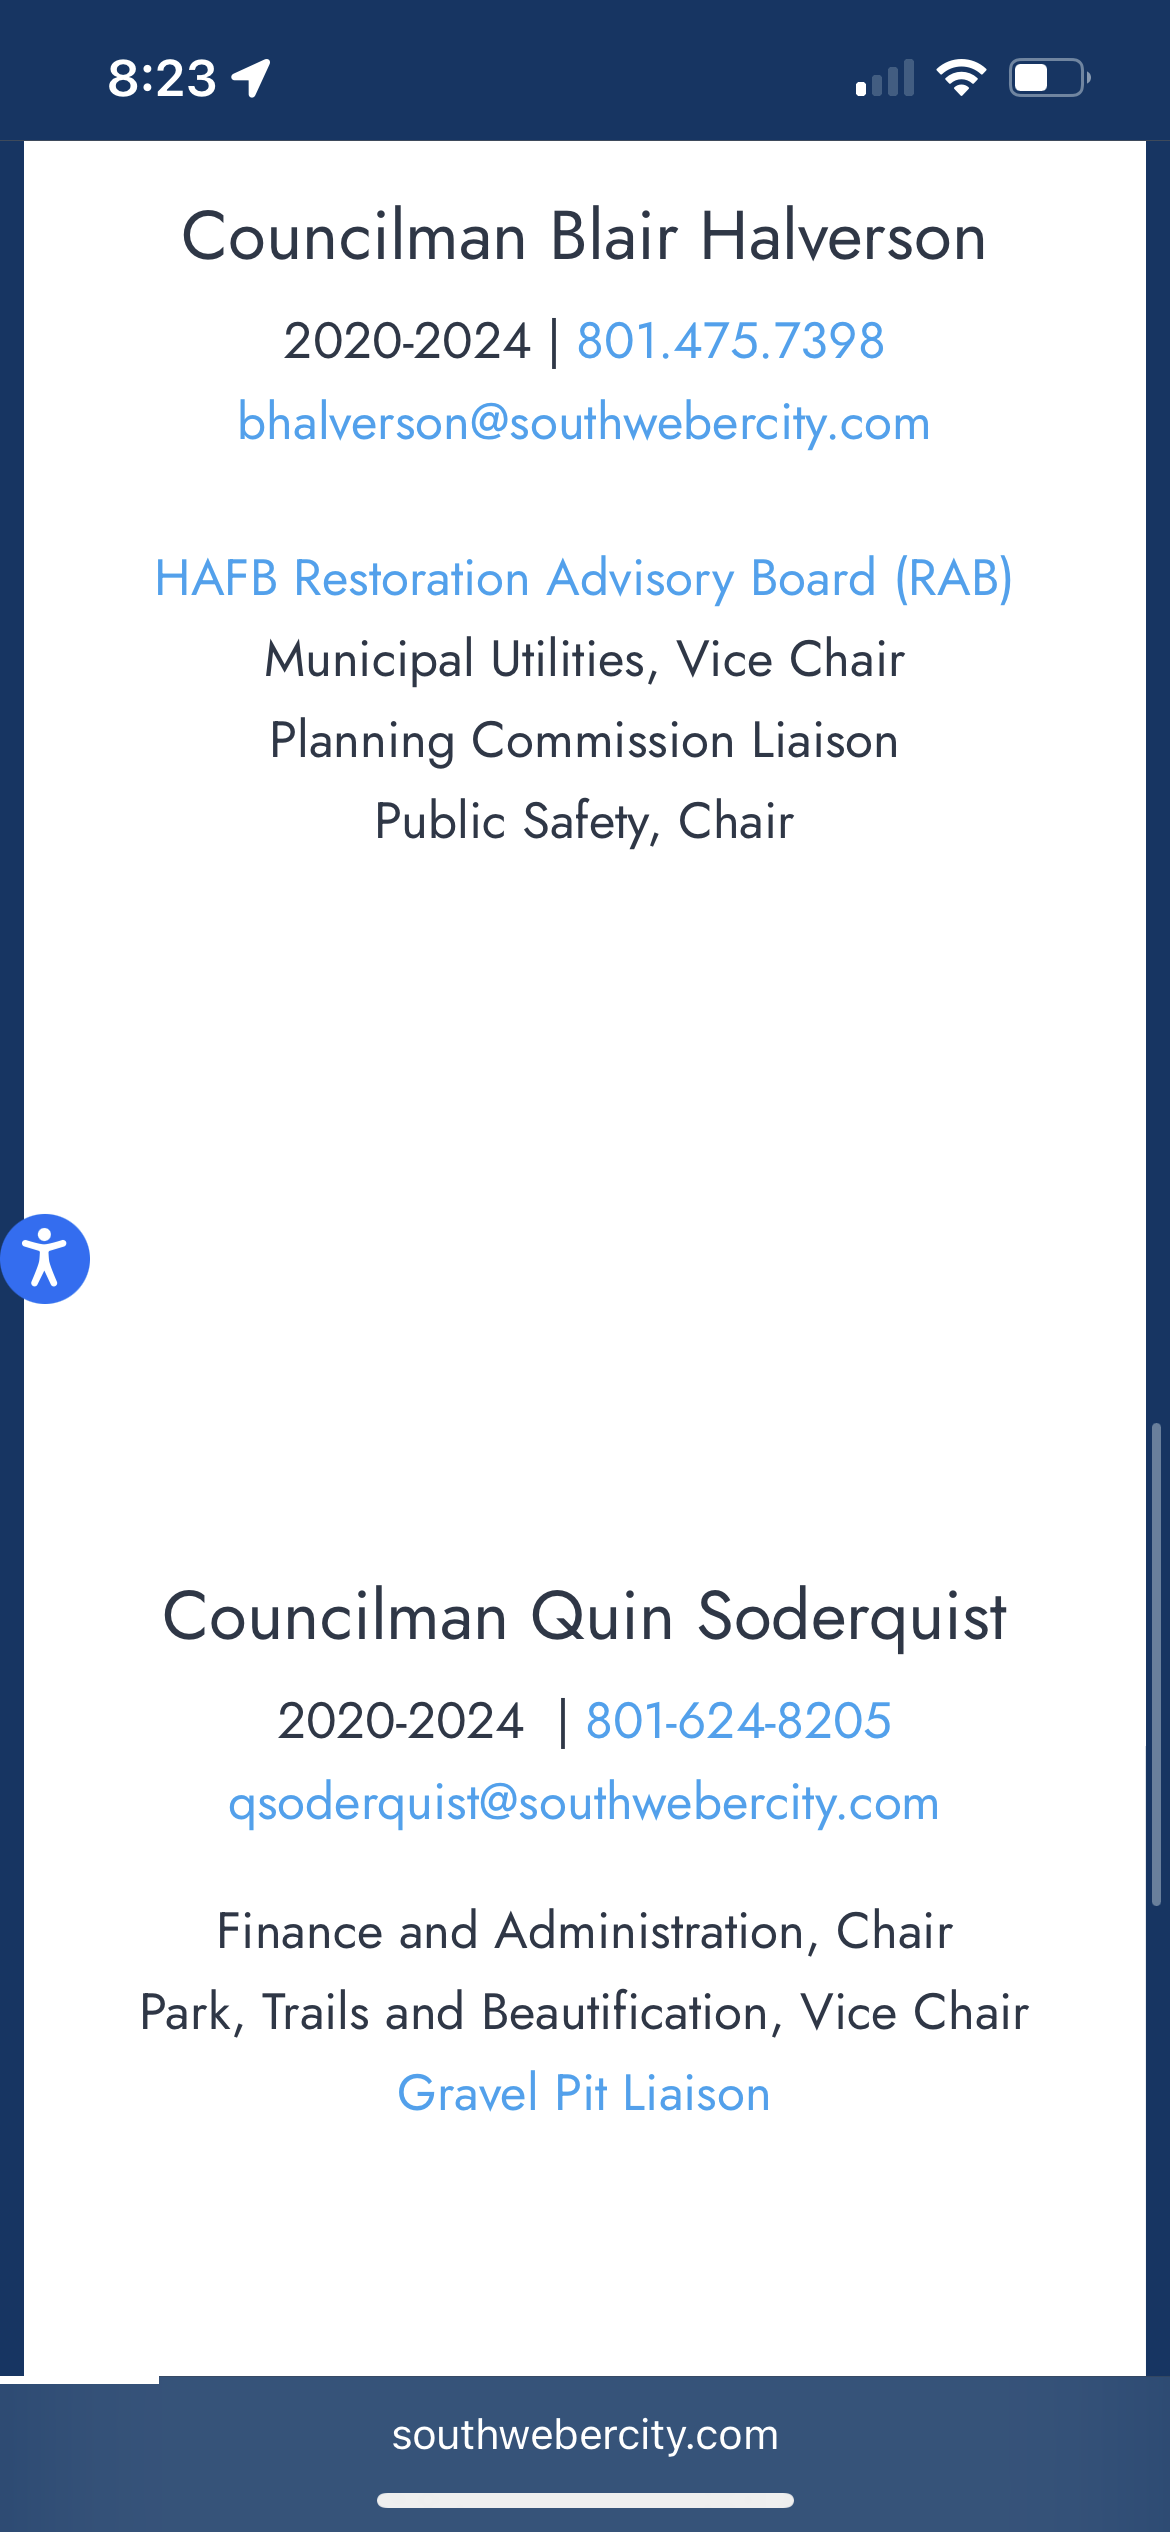 8:23
Councilman Blair Halverson
2020-2024 | 801.475.7398
bhalverson@southwebercity.com
HAFB Restoration Advisory Board (RAB)
Municipal Utilities, Vice Chair
Planning Commission Liaison
Public Safety, Chair
Councilman Quin Soderquist
2020-2024 | 801-624-8205
qsoderquist@southwebercity.com
Finance and Administration, Chair
Park, Trails and Beautification, Vice Chair
Gravel Pit Liaison
southwebercity.com